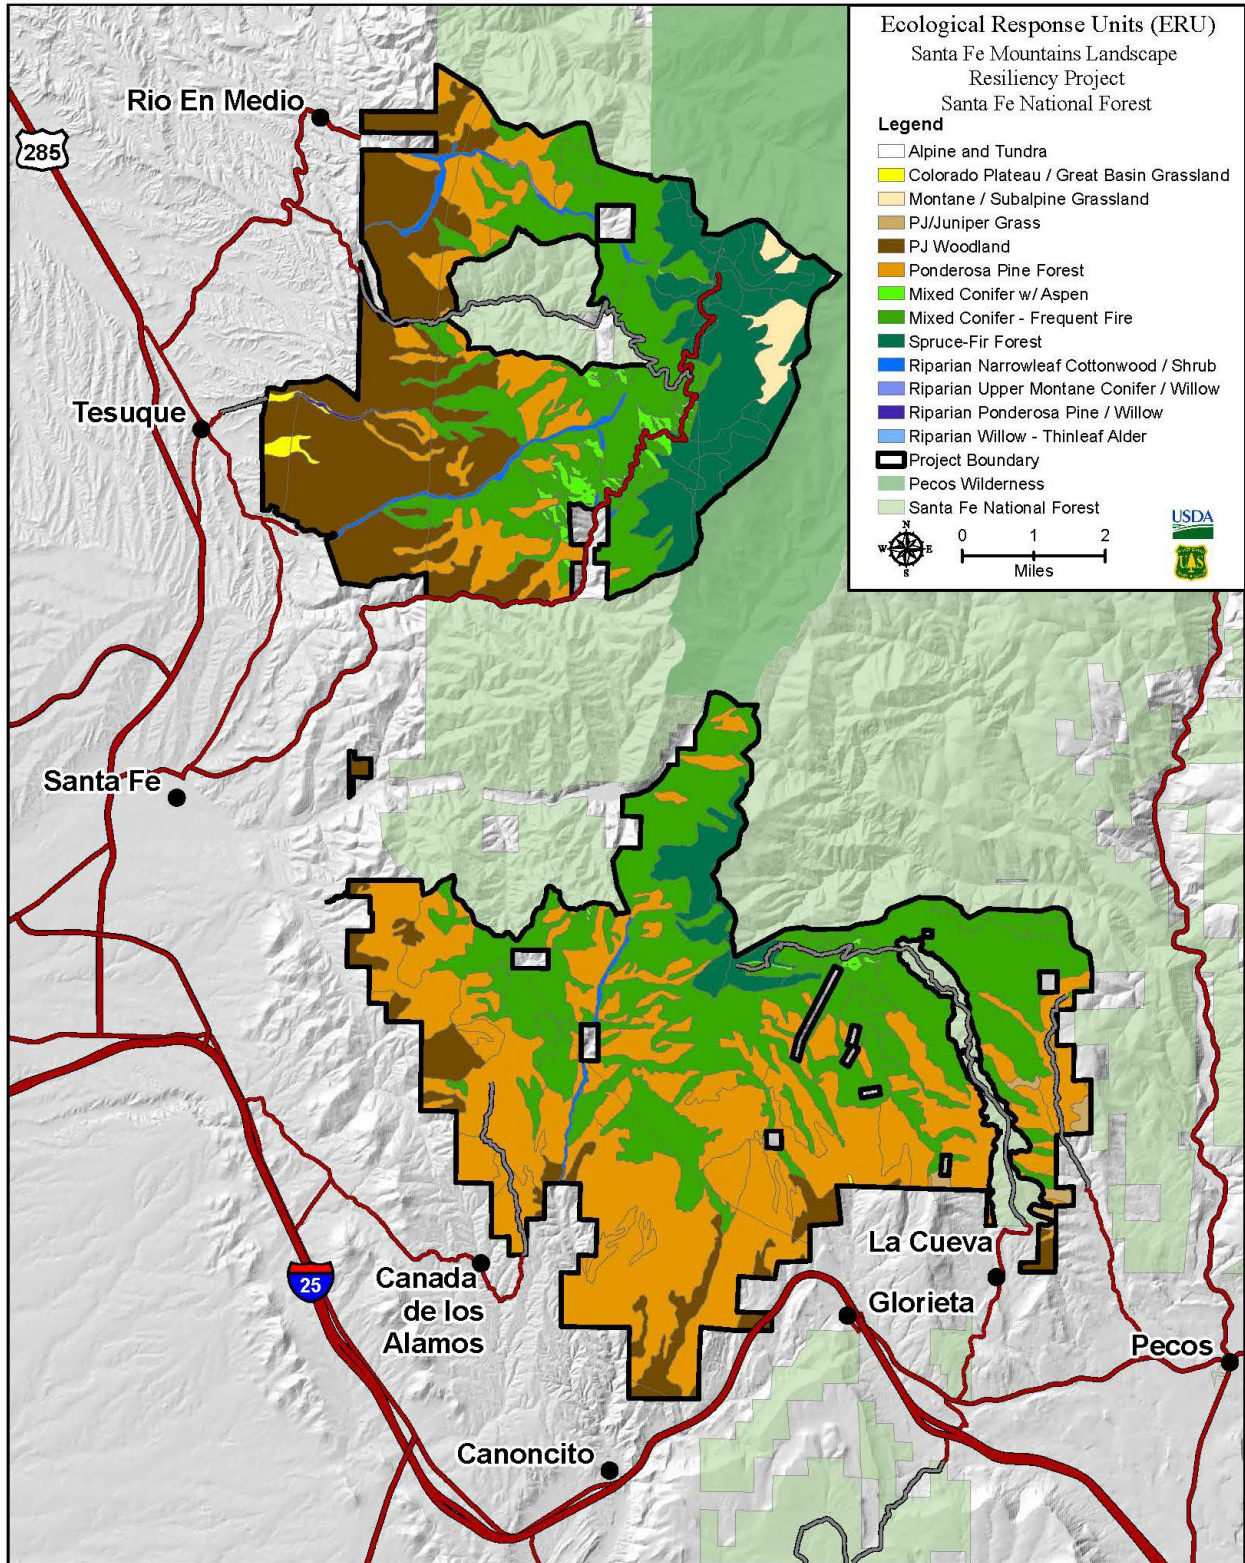 Ecological Response Units (ERU)
Santa Fe Mountains Landscape
Resiliency Project
Santa Fe National Forest
Legend
Alpine and Tundra
Colorado Plateau / Great Basin Grassland
Montane / Subalpine Grassland
PJ/Juniper Grass
PJ Woodland
Ponderosa Pine Forest
Mixed Conifer w/ Aspen
Mixed Conifer - Frequent Fire
Spruce-Fir Forest
Riparian Narrowleaf Cottonwood / Shrub
Riparian Upper Montane Conifer / Willow
Riparian Ponderosa Pine / Willow
Riparian Willow - Thinleaf Alder
Project Boundary
Pecos Wilderness
Santa Fe National Forest
N
W E
S
0 1 2
Miles
USDA
U S
Rio En Medio
285
Tesuque
Santa Fe
25
Canada
de los
Alamos
La Cueva
Glorieta
Pecos
Canoncito